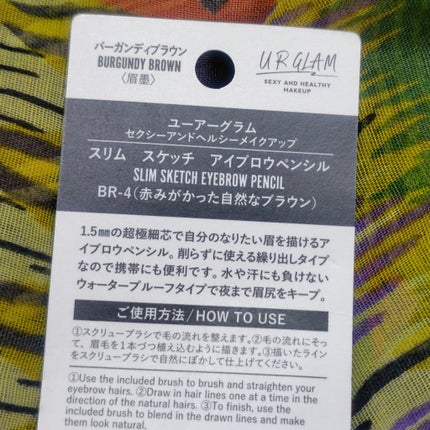 バーガンディブラウン
BURGUNDY BROWN
〈眉墨〉
URGLAM
SEXY AND HEALTHY
MAKEUP
ユーアーグラム
セクシーアンドヘルシーメイクアップ
スリム スケッチ アイブロウペンシル
SLIM SKETCH EYEBROW PENCIL
BR-4(赤みがかった自然なブラウン)
1.5㎜の超極細芯で自分のなりたい眉を描けるア
イブロウペンシル。削らずに使える繰り出しタイプ
なので携帯にも便利です。水や汗にも負けない
ウォータープルーフタイプで夜まで眉尻をキープ。
ご使用方法/HOW TO USE
①スクリューブラシで毛の流れを整えます。②毛の流れにそっ
て、眉毛を1本づつ植え込むように描きます。③描いたライン
をスクリューブラシで自然にぼかして仕上げてください。
①Use the included brush to brush and straighten your
eyebrow hairs. ②Draw in hair lines one at a time in the
direction of the natural hairs. ③To finish, use the
included brush to blend in the drawn lines and make
them look natural.